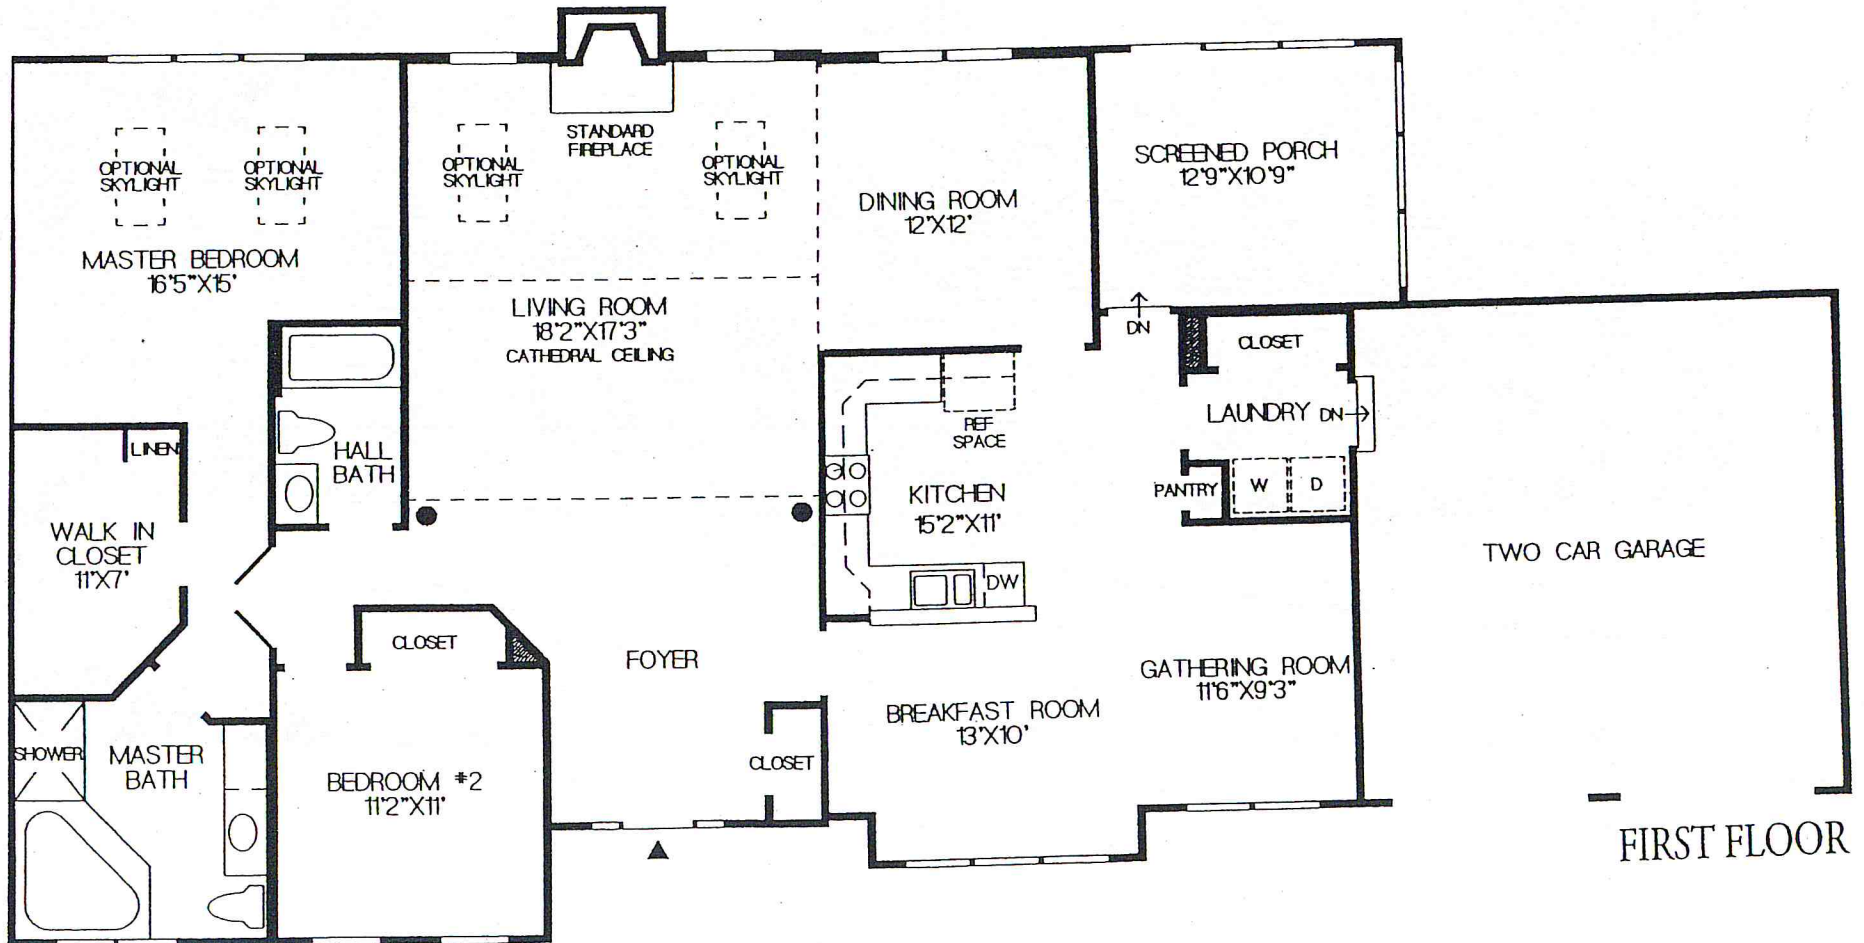 OPTIONAL
SKYLIGHT
OPTIONAL
SKYLIGHT
MASTER BEDROOM
16'5"X15'
STANDARD
FIREPLACE
OPTIONAL
SKYLIGHT
OPTIONAL
SKYLIGHT
LIVING ROOM
18'2"X17'3"
CATHEDRAL CEILING
DINING ROOM
12'X12'
SCREENED PORCH
12'9"X10'9"
DN
CLOSET
LAUNDRY
DN
LINEN
HALL
BATH
REF
SPACE
KITCHEN
15'2"X11'
PANTRY
W
D
WALK IN
CLOSET
11'X7'
TWO CAR GARAGE
DW
CLOSET
FOYER
GATHERING ROOM
11'6"X9'3"
BREAKFAST ROOM
13'X10'
SHOWER
MASTER
BATH
BEDROOM #2
11'2"X11'
CLOSET
FIRST FLOOR